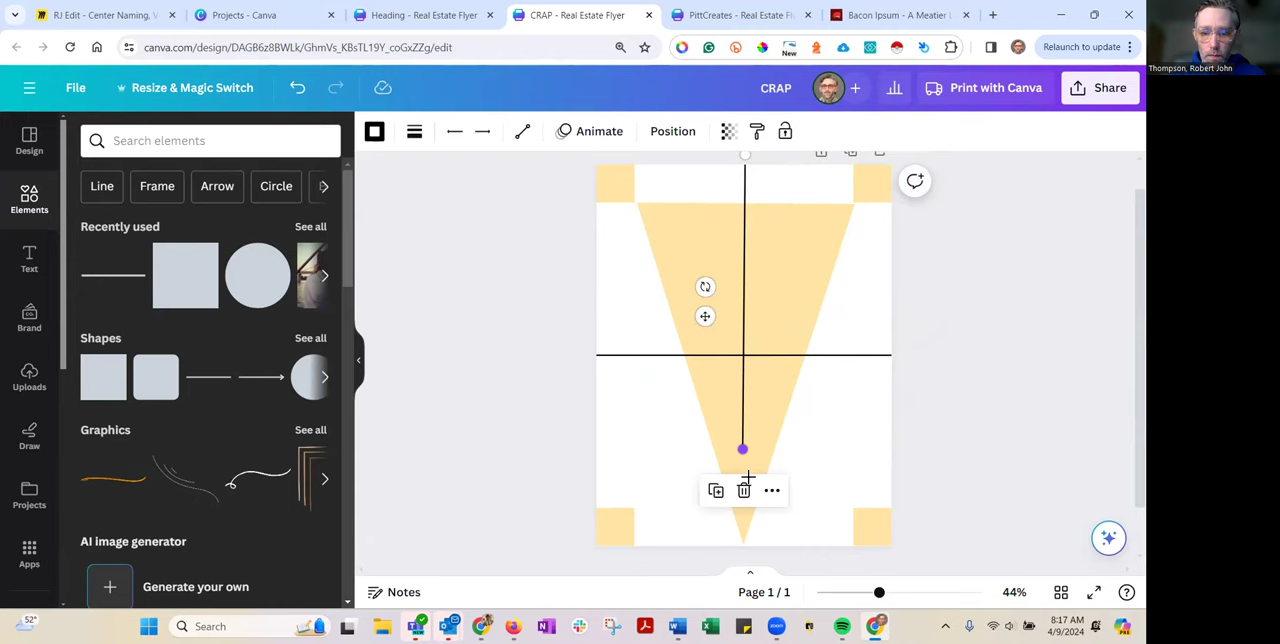 RJ Edit - Center Naming, V
Projects - Canva
Heading - Real Estate Flyer
CRAP - Real Estate Flyer
PittCreates - Real Estate Fl
Bacon Ipsum - A Meatier L
Thompson, Robert John
canva.com/design/DAGB6z8BWLk/GhmVs_KBsTL19Y_coGxZZg/edit
New
Relaunch to update
File
Resize & Magic Switch
CRAP
Print with Canva
Share
Design
Elements
Text
Brand
Uploads
Draw
Projects
Apps
Search elements
Line
Frame
Arrow
Circle
Recently used
See all
Shapes
See all
Graphics
See all
AI image generator
Generate your own
Animate
Position
Notes
Page 1 / 1
44%
52°
Search
8:17 AM
4/9/2024